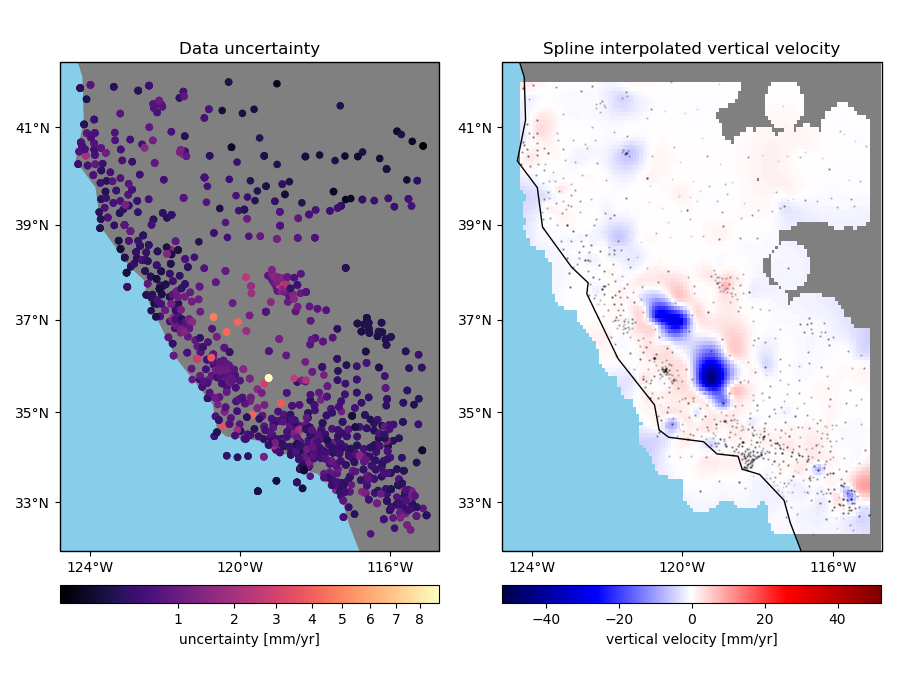 Data uncertainty
Spline interpolated vertical velocity
41°N
39°N
37°N
35°N
33°N
124°W
120°W
116°W
41°N
39°N
37°N
35°N
33°N
124°W
120°W
116°W
1 2 3 4 5 6 7 8
uncertainty [mm/yr]
−40 −20 0 20 40
vertical velocity [mm/yr]